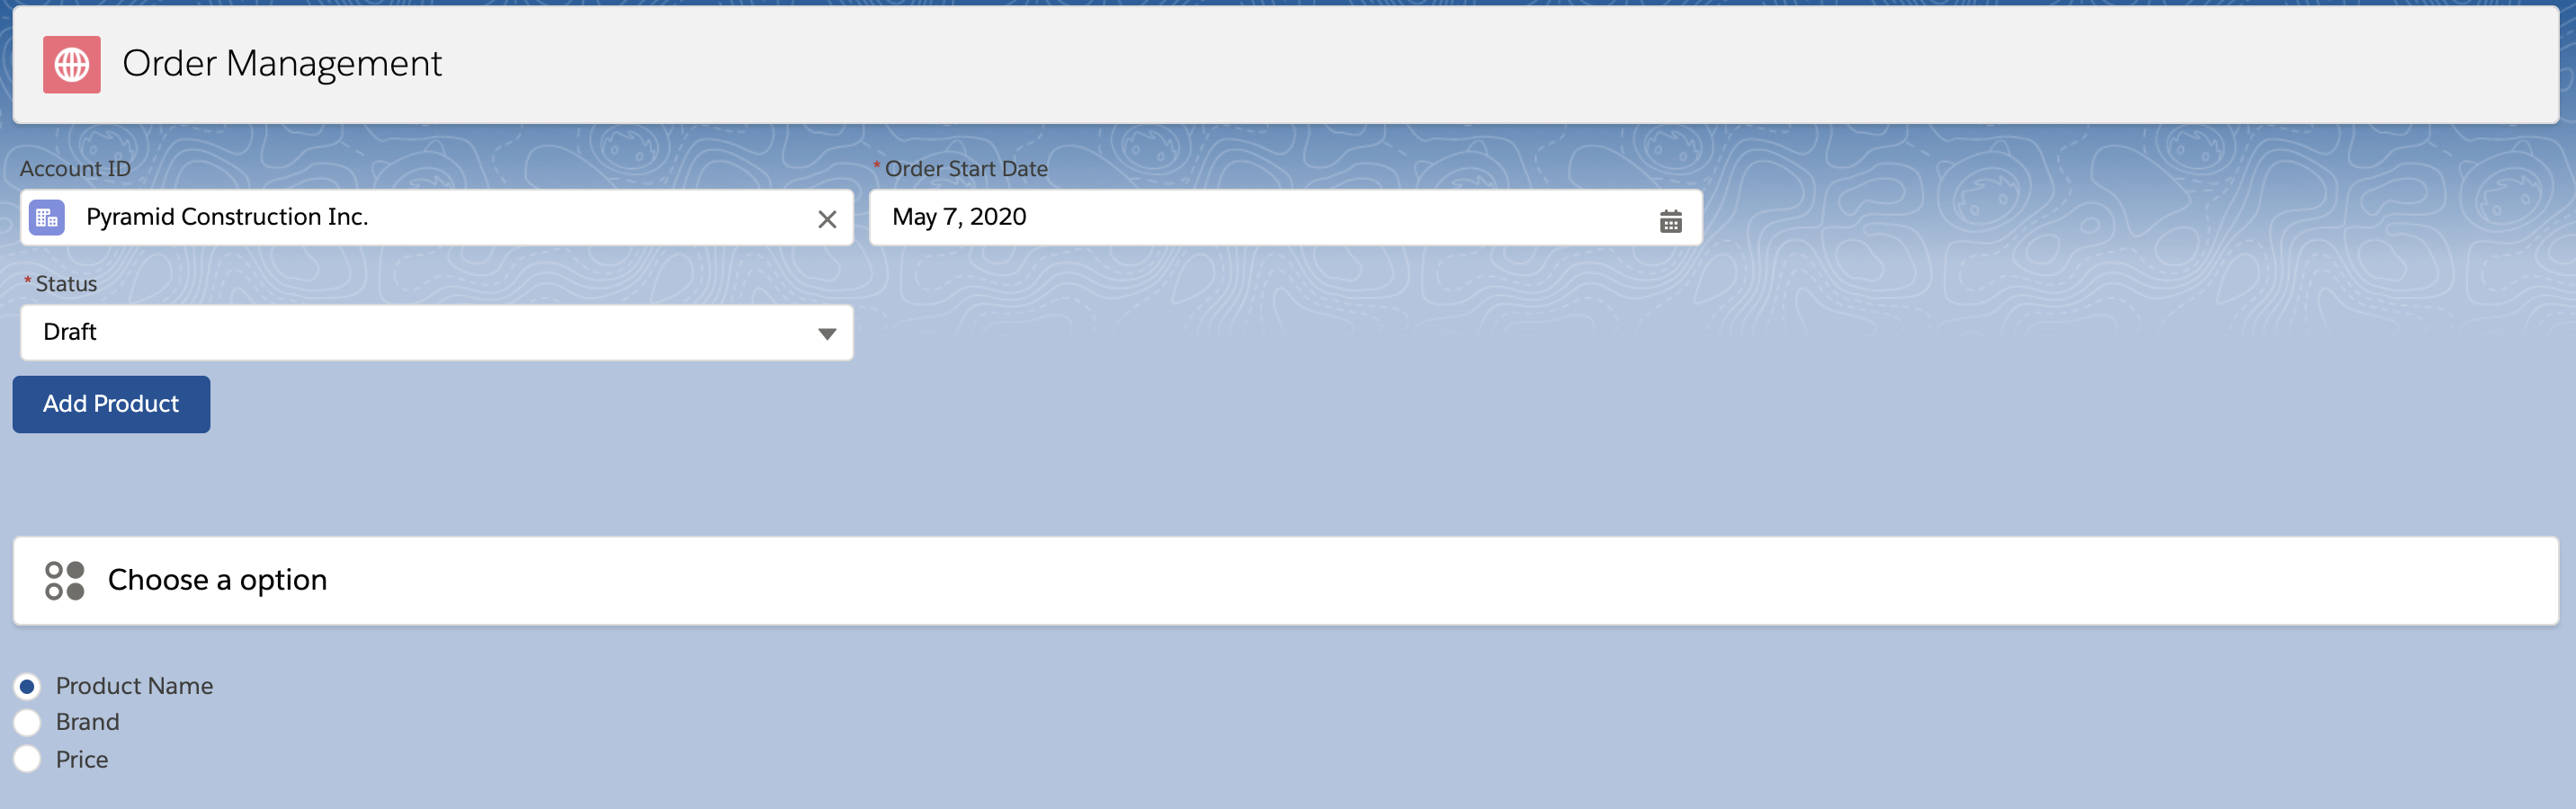 Order Management
Account ID
* Order Start Date
Pyramid Construction Inc.
May 7, 2020
* Status
Draft
Add Product
Choose a option
Product Name
Brand
Price